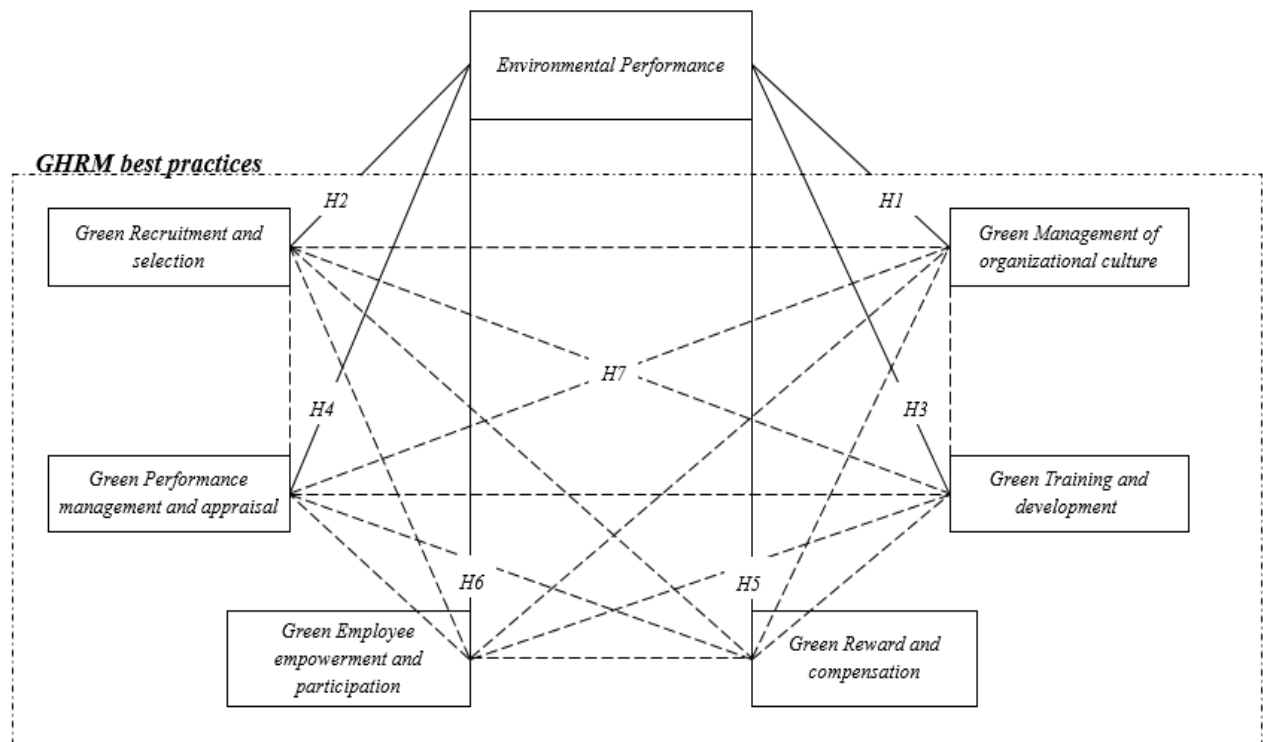 Environmental Performance
GHRM best practices
H2
H1
Green Recruitment and
selection
Green Management of
organizational culture
H7
H4
H3
Green Performance
management and appraisal
Green Training and
development
H6
H5
Green Employee
empowerment and
participation
Green Reward and
compensation